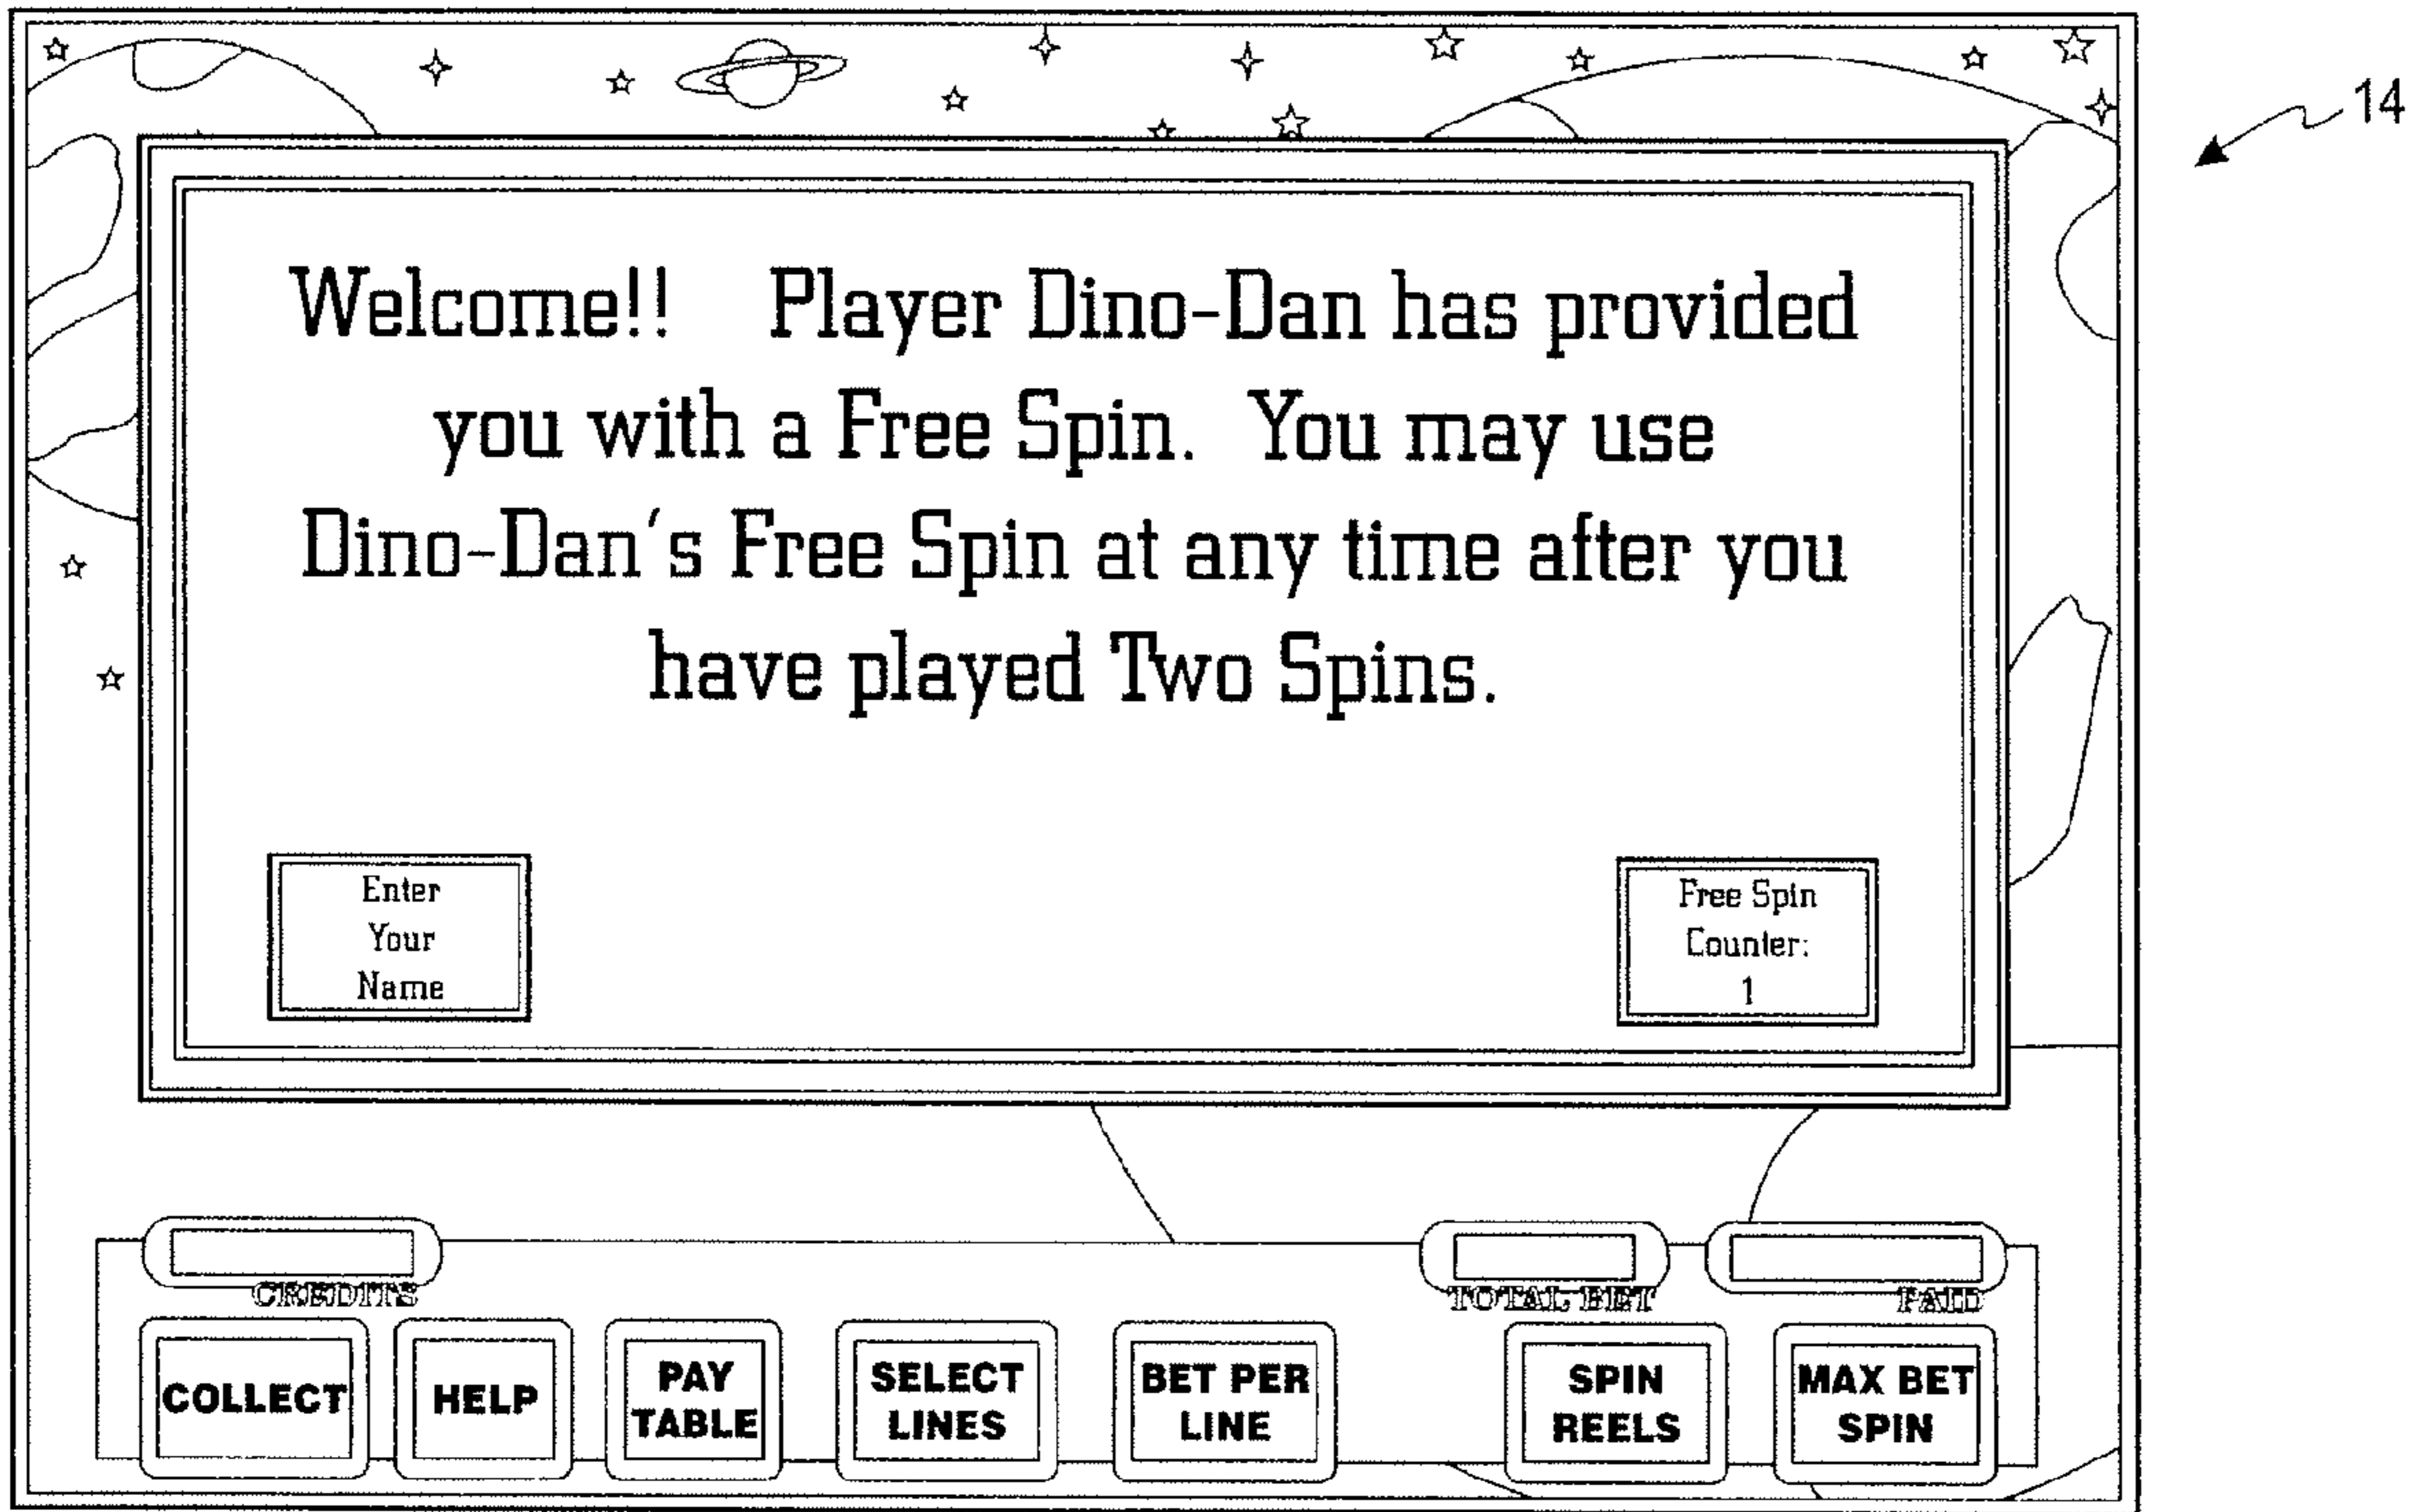 14
Welcome!! Player Dino-Dan has provided
you with a Free Spin. You may use
Dino-Dan's Free Spin at any time after you
have played Two Spins.
Enter
Your
Name
Free Spin
Counter:
1
CREDITS
TOTAL BET
PAID
COLLECT
HELP
PAY
TABLE
SELECT
LINES
BET PER
LINE
SPIN
REELS
MAX BET
SPIN